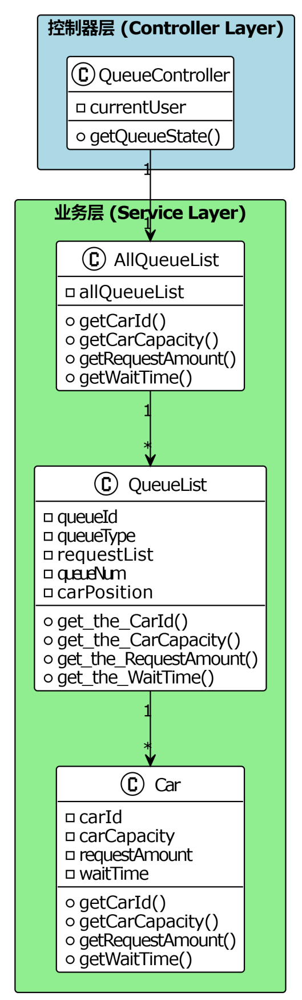 控制器层 (Controller Layer)
C QueueController
currentUser
getQueueState()
1
业务层 (Service Layer)
1
C AllQueueList
allQueueList
getCarId()
getCarCapacity()
getRequestAmount()
getWaitTime()
1
*
C QueueList
queueId
queueType
requestList
queueNum
carPosition
get_the_CarId()
get_the_CarCapacity()
get_the_RequestAmount()
get_the_WaitTime()
1
*
C Car
carId
carCapacity
requestAmount
waitTime
getCarId()
getCarCapacity()
getRequestAmount()
getWaitTime()